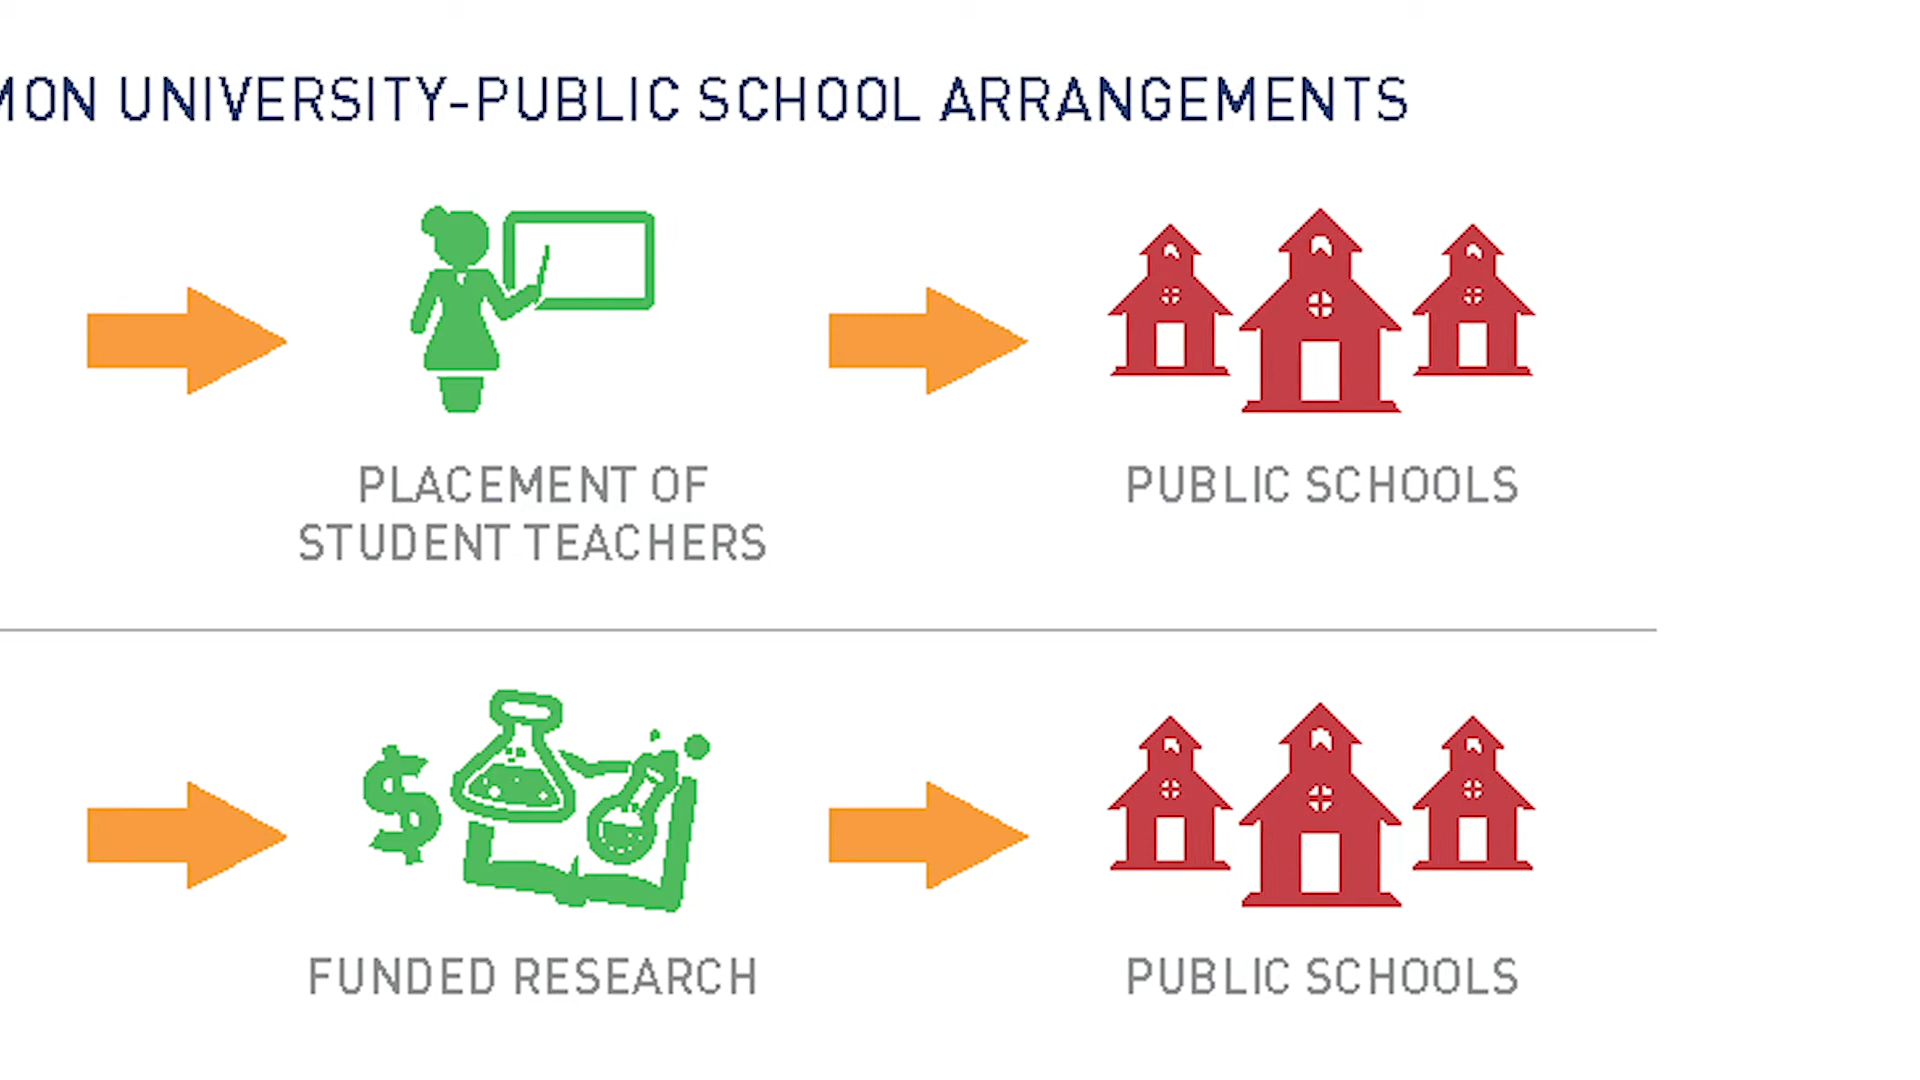 MON UNIVERSITY-PUBLIC SCHOOL ARRANGEMENTS
PLACEMENT OF
STUDENT TEACHERS
PUBLIC SCHOOLS
FUNDED RESEARCH
PUBLIC SCHOOLS